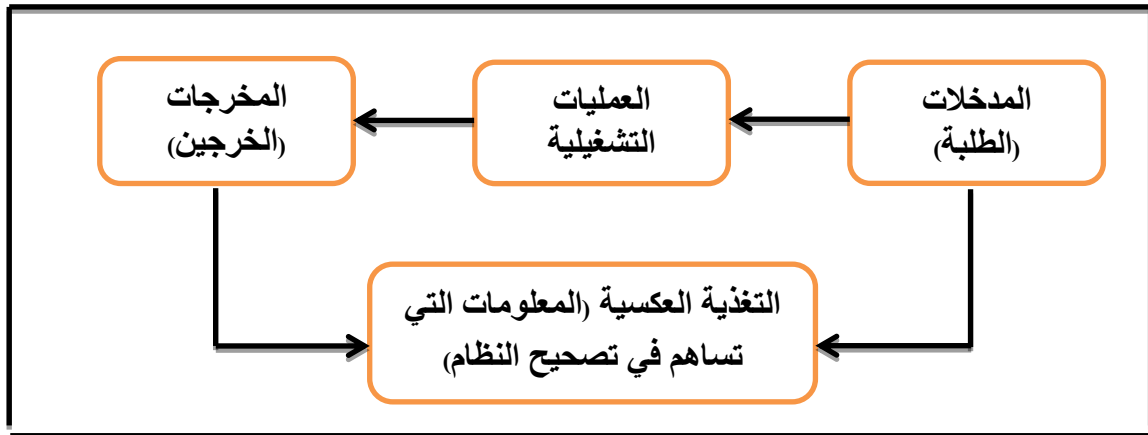 المدخلات
(الطلبة)
العمليات
التشغيلية
المخرجات
(الخرجين)
التغذية العكسية (المعلومات التي
تساهم في تصحيح النظام)